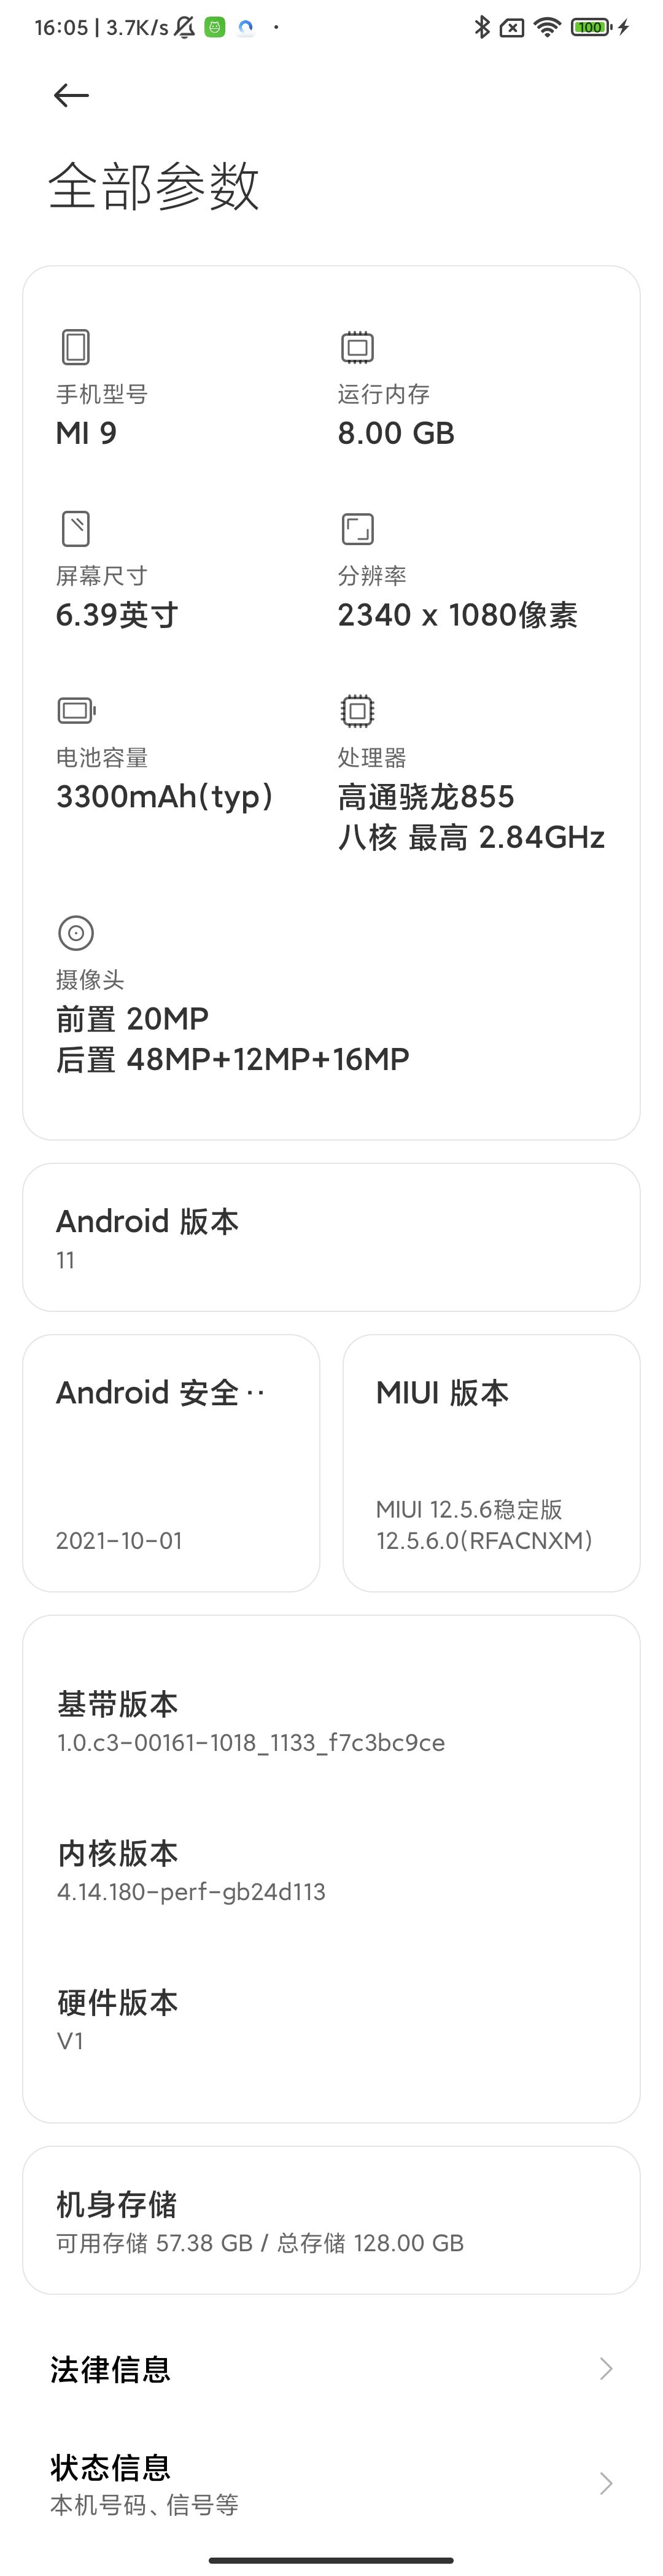 16:05 | 3.7K/s
100
全部参数
手机型号
MI 9
运行内存
8.00 GB
屏幕尺寸
6.39英寸
分辨率
2340 x 1080像素
电池容量
3300mAh(typ)
处理器
高通骁龙855
八核 最高 2.84GHz
摄像头
前置 20MP
后置 48MP+12MP+16MP
Android 版本
11
Android 安全··
2021-10-01
MIUI 版本
MIUI 12.5.6稳定版
12.5.6.0(RFACNXM)
基带版本
1.0.c3-00161-1018_1133_f7c3bc9ce
内核版本
4.14.180-perf-gb24d113
硬件版本
V1
机身存储
可用存储 57.38 GB / 总存储 128.00 GB
法律信息
状态信息
本机号码、信号等